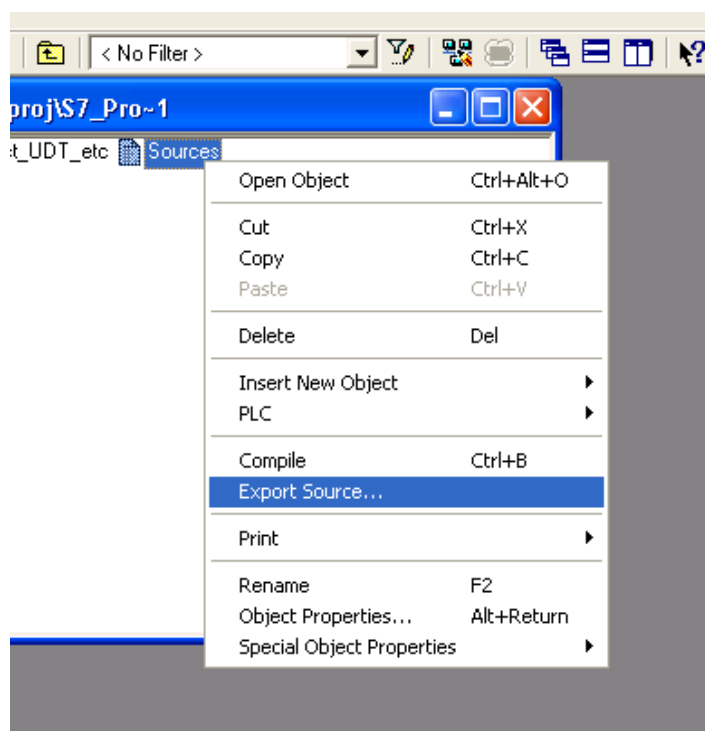 < No Filter >
proj\S7_Pro~1
t_UDT_etc Sources
Open Object Ctrl+Alt+O
Cut Ctrl+X
Copy Ctrl+C
Paste Ctrl+V
Delete Del
Insert New Object
PLC
Compile Ctrl+B
Export Source...
Print
Rename F2
Object Properties... Alt+Return
Special Object Properties